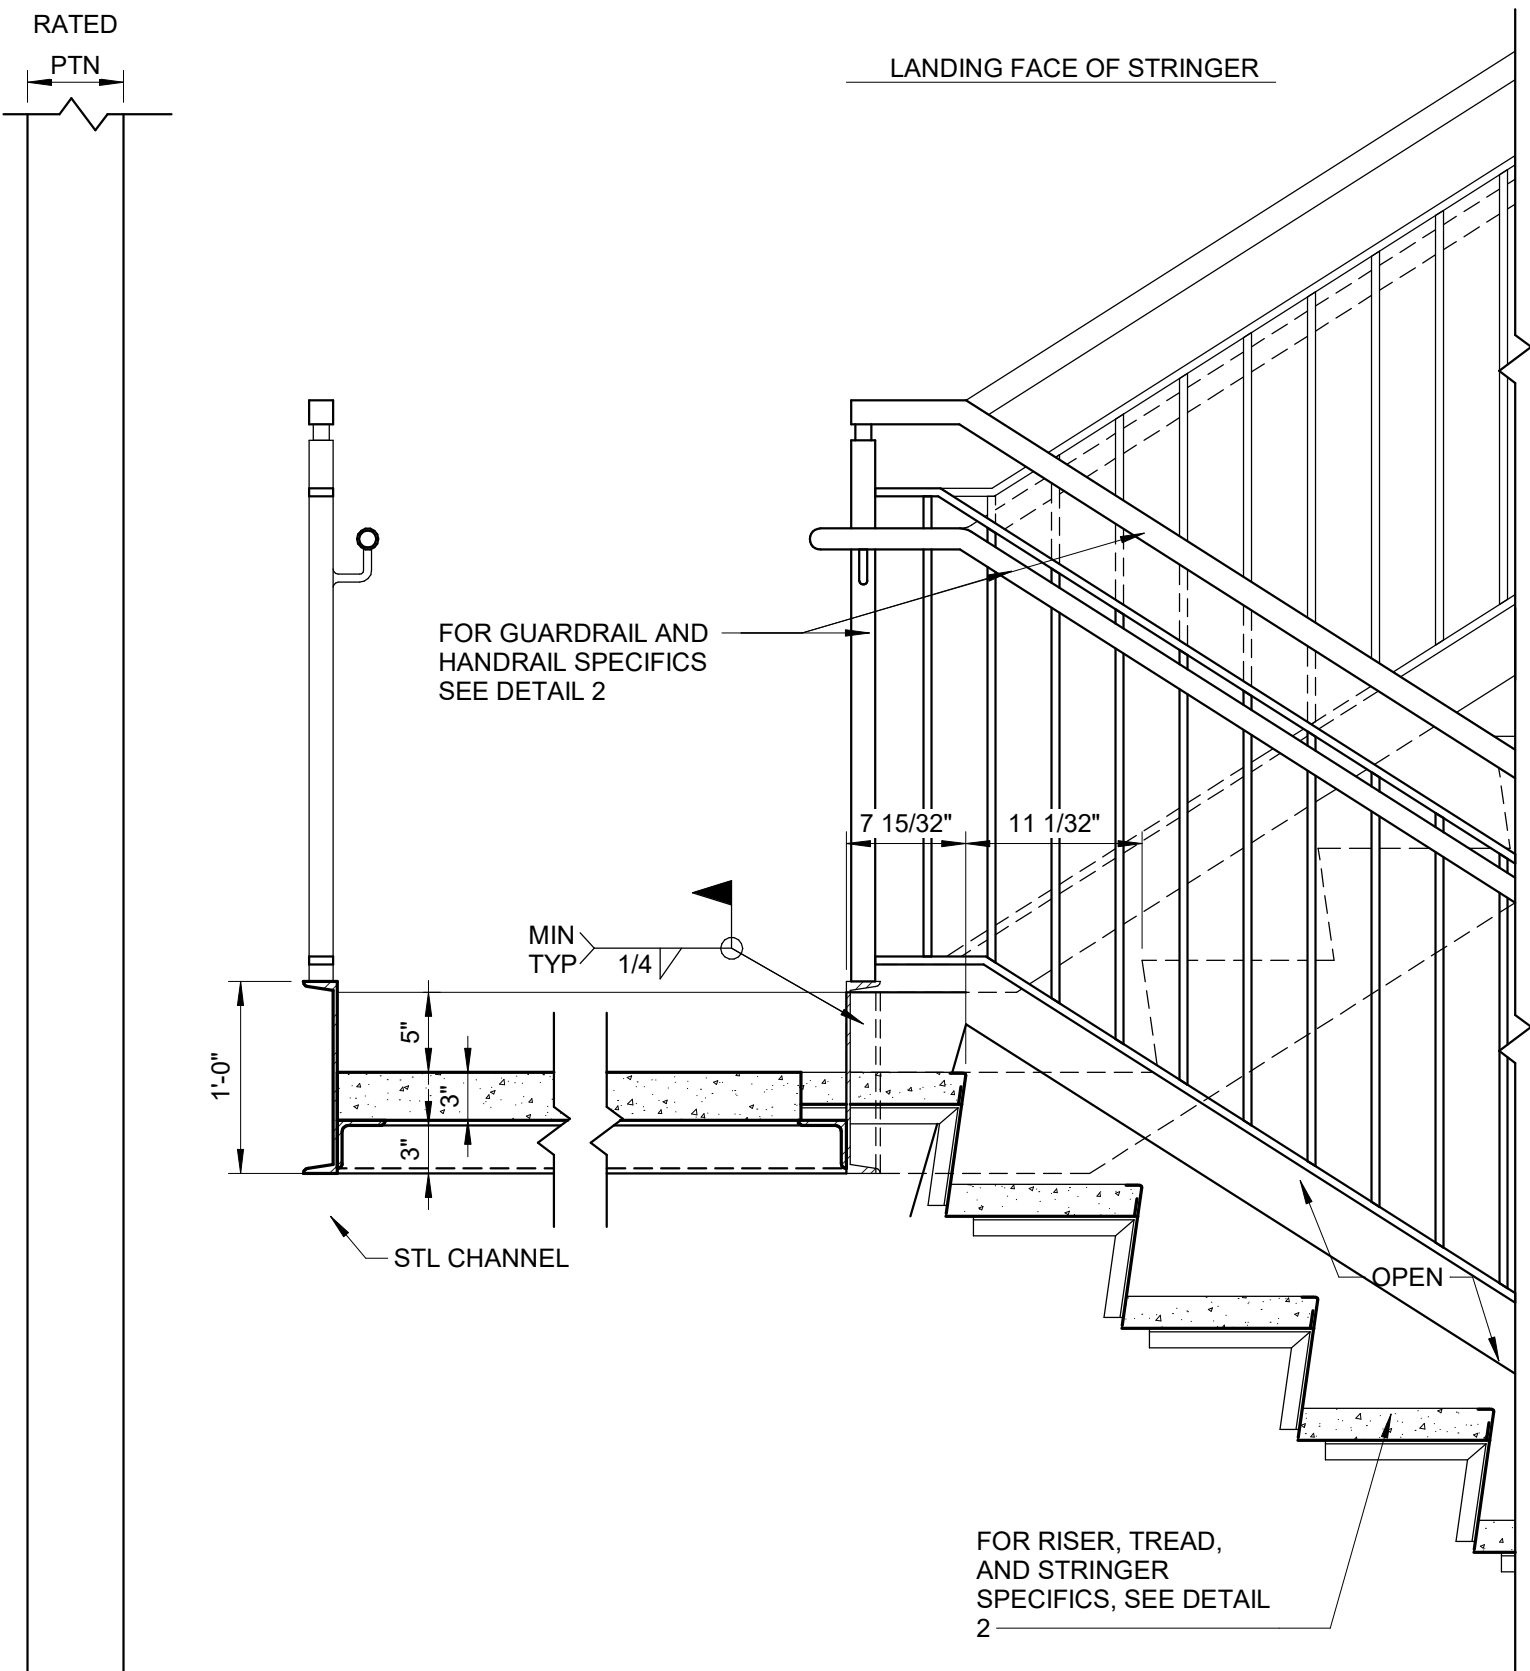 RATED
PTN
LANDING FACE OF STRINGER
FOR GUARDRAIL AND
HANDRAIL SPECIFICS
SEE DETAIL 2
7 15/32"
11 1/32"
MIN
TYP
1/4
1'-0"
5"
3"
3"
STL CHANNEL
OPEN
FOR RISER, TREAD,
AND STRINGER
SPECIFICS, SEE DETAIL
2